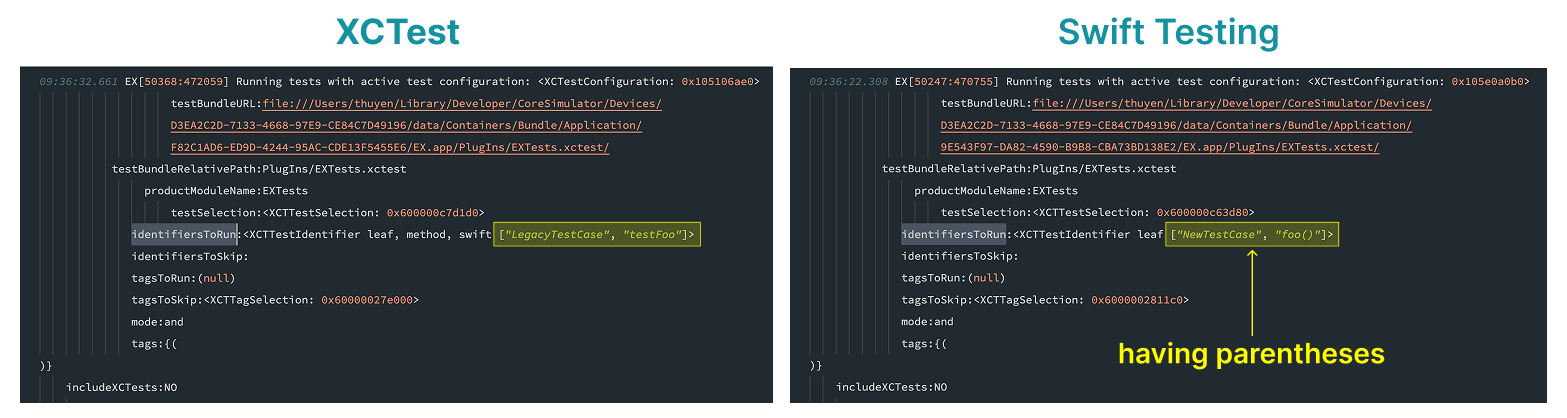 XCTest
09:36:32.661 EX[50368:472059] Running tests with active test configuration: <XCTestConfiguration: 0x105106ae0>
testBundleURL:file:///Users/thuyen/Library/Developer/CoreSimulator/Devices/
D3EA2C2D-7133-4668-97E9-CE84C7D49196/data/Containers/Bundle/Application/
F82C1AD6-ED9D-4244-95AC-CDE13F5455E6/EX.app/PlugIns/EXTests.xctest/
testBundleRelativePath:PlugIns/EXTests.xctest
productModuleName:EXTests
testSelection:<XCTTestSelection: 0x600000c7d1d0>
identifiersToRun:<XCTTestIdentifier leaf, method, swift ["LegacyTestCase", "testFoo"]>
identifiersToSkip:
tagsToRun:(null)
tagsToSkip:<XCTTagSelection: 0x60000027e000>
mode:and
tags:{(
)}
includeXCTests:NO
Swift Testing
09:36:22.308 EX[50247:470755] Running tests with active test configuration: <XCTestConfiguration: 0x105e0a0b0>
testBundleURL:file:///Users/thuyen/Library/Developer/CoreSimulator/Devices/
D3EA2C2D-7133-4668-97E9-CE84C7D49196/data/Containers/Bundle/Application/
9E543F97-DA82-4590-B9B8-CBA73BD138E2/EX.app/PlugIns/EXTests.xctest/
testBundleRelativePath:PlugIns/EXTests.xctest
productModuleName:EXTests
testSelection:<XCTTestSelection: 0x600000c63d80>
identifiersToRun:<XCTTestIdentifier leaf ["NewTestCase", "foo()"]>
identifiersToSkip:
tagsToRun:(null)
tagsToSkip:<XCTTagSelection: 0x6000002811c0>
mode:and
tags:{(
having parentheses
)}
includeXCTests:NO